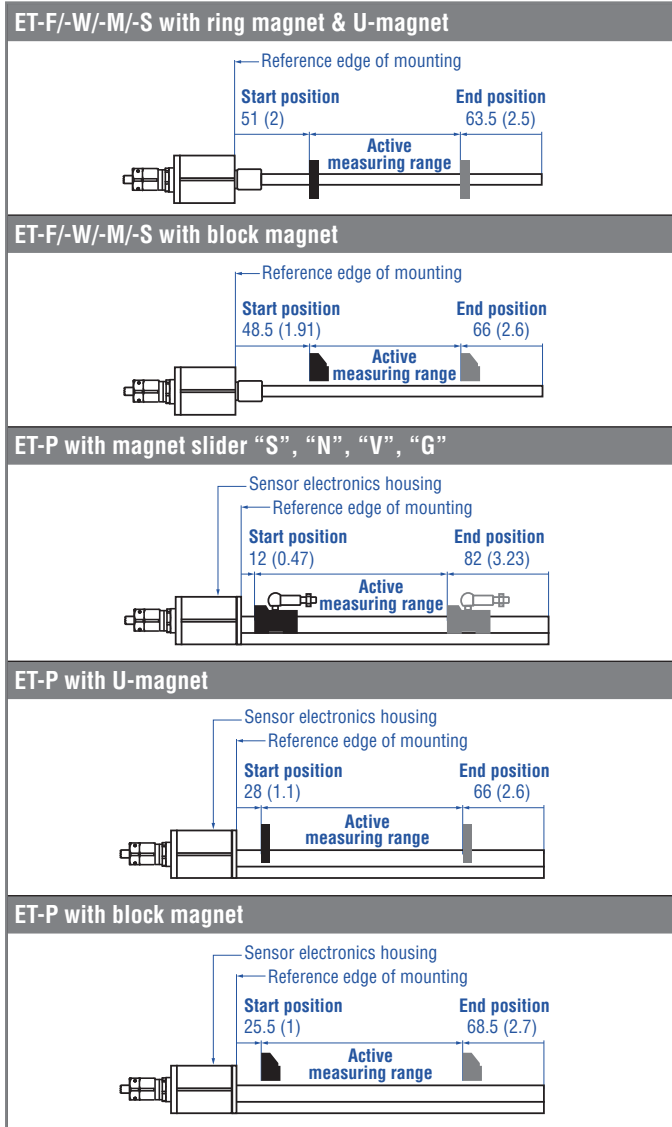 ET-F/-W/-M/-S with ring magnet & U-magnet
Reference edge of mounting
Start position End position
51 (2) 63.5 (2.5)
Active
measuring range
ET-F/-W/-M/-S with block magnet
Reference edge of mounting
Start position End position
48.5 (1.91) 66 (2.6)
Active
measuring range
ET-P with magnet slider “S”, “N”, “V”, “G”
Sensor electronics housing
Reference edge of mounting
Start position End position
12 (0.47) 82 (3.23)
Active
measuring range
ET-P with U-magnet
Sensor electronics housing
Reference edge of mounting
Start position End position
28 (1.1) 66 (2.6)
Active
measuring range
ET-P with block magnet
Sensor electronics housing
Reference edge of mounting
Start position End position
25.5 (1) 68.5 (2.7)
Active
measuring range